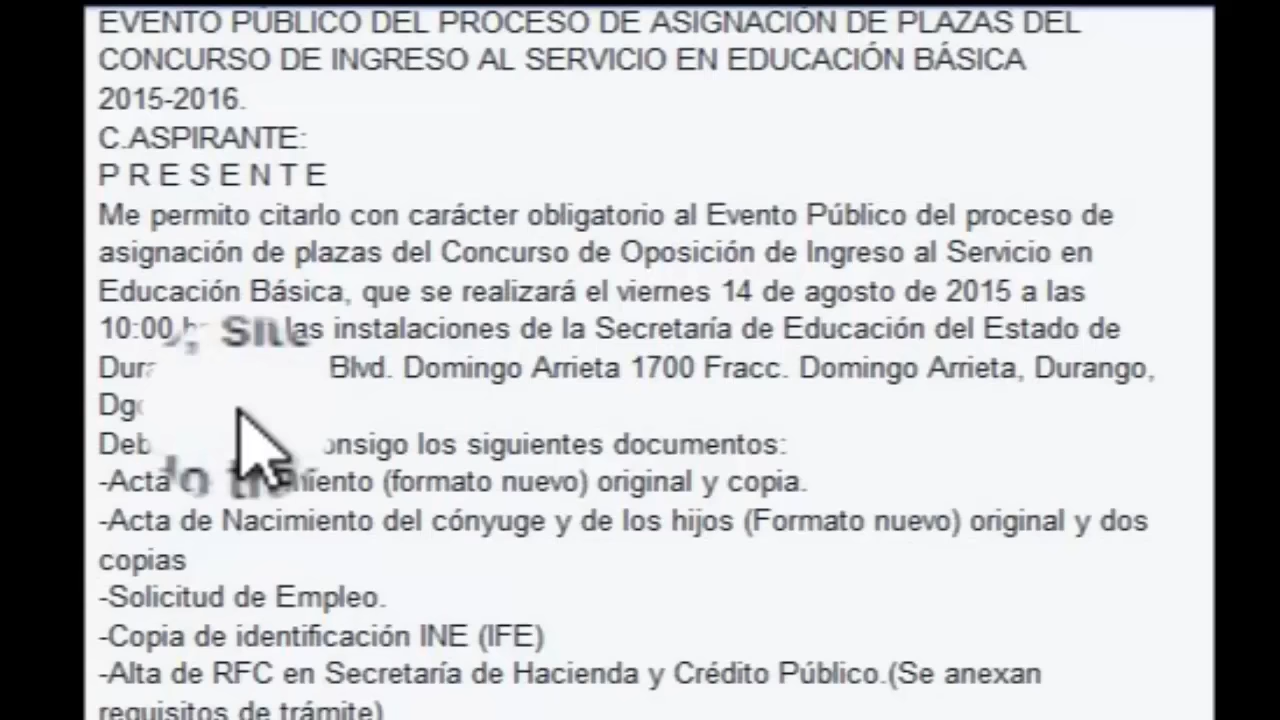 EVENTO PÚBLICO DEL PROCESO DE ASIGNACIÓN DE PLAZAS DEL
CONCURSO DE INGRESO AL SERVICIO EN EDUCACIÓN BÁSICA
2015-2016.
C.ASPIRANTE:
P R E S E N T E
Me permito citarlo con carácter obligatorio al Evento Público del proceso de
asignación de plazas del Concurso de Oposición de Ingreso al Servicio en
Educación Básica, que se realizará el viernes 14 de agosto de 2015 a las
10:00 las instalaciones de la Secretaría de Educación del Estado de
Blvd. Domingo Arrieta 1700 Fracc. Domingo Arrieta, Durango,
los siguientes documentos:
-Acta (formato nuevo) original y copia.
-Acta de Nacimiento del cónyuge y de los hijos (Formato nuevo) original y dos
copias
-Solicitud de Empleo.
-Copia de identificación INE (IFE)
-Alta de RFC en Secretaría de Hacienda y Crédito Público.(Se anexan
requisitos de trámite)